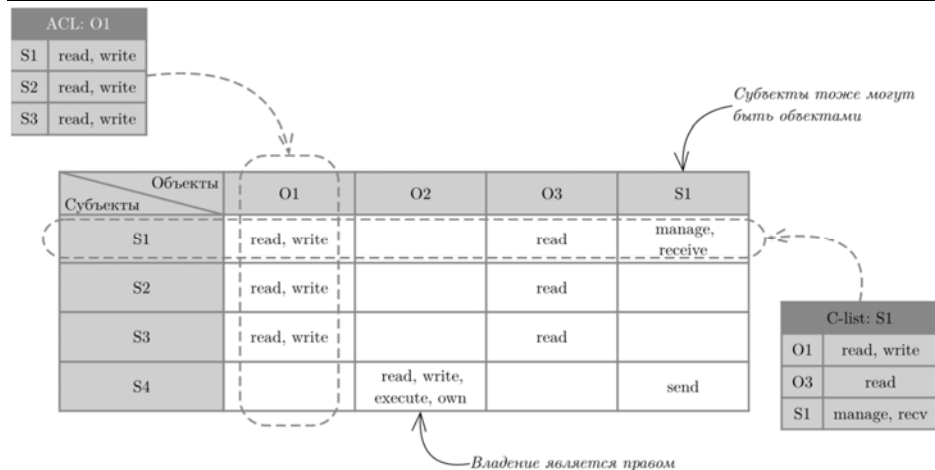 ACL: O1
S1 read, write
S2 read, write
S3 read, write
Субъекты тоже могут
быть объектами
Объекты
Субъекты
O1 O2 O3 S1
S1 read, write read manage,
receive
S2 read, write read
S3 read, write read
S4 read, write,
execute, own send
C-list: S1
O1 read, write
O3 read
S1 manage, recv
Владение является правом